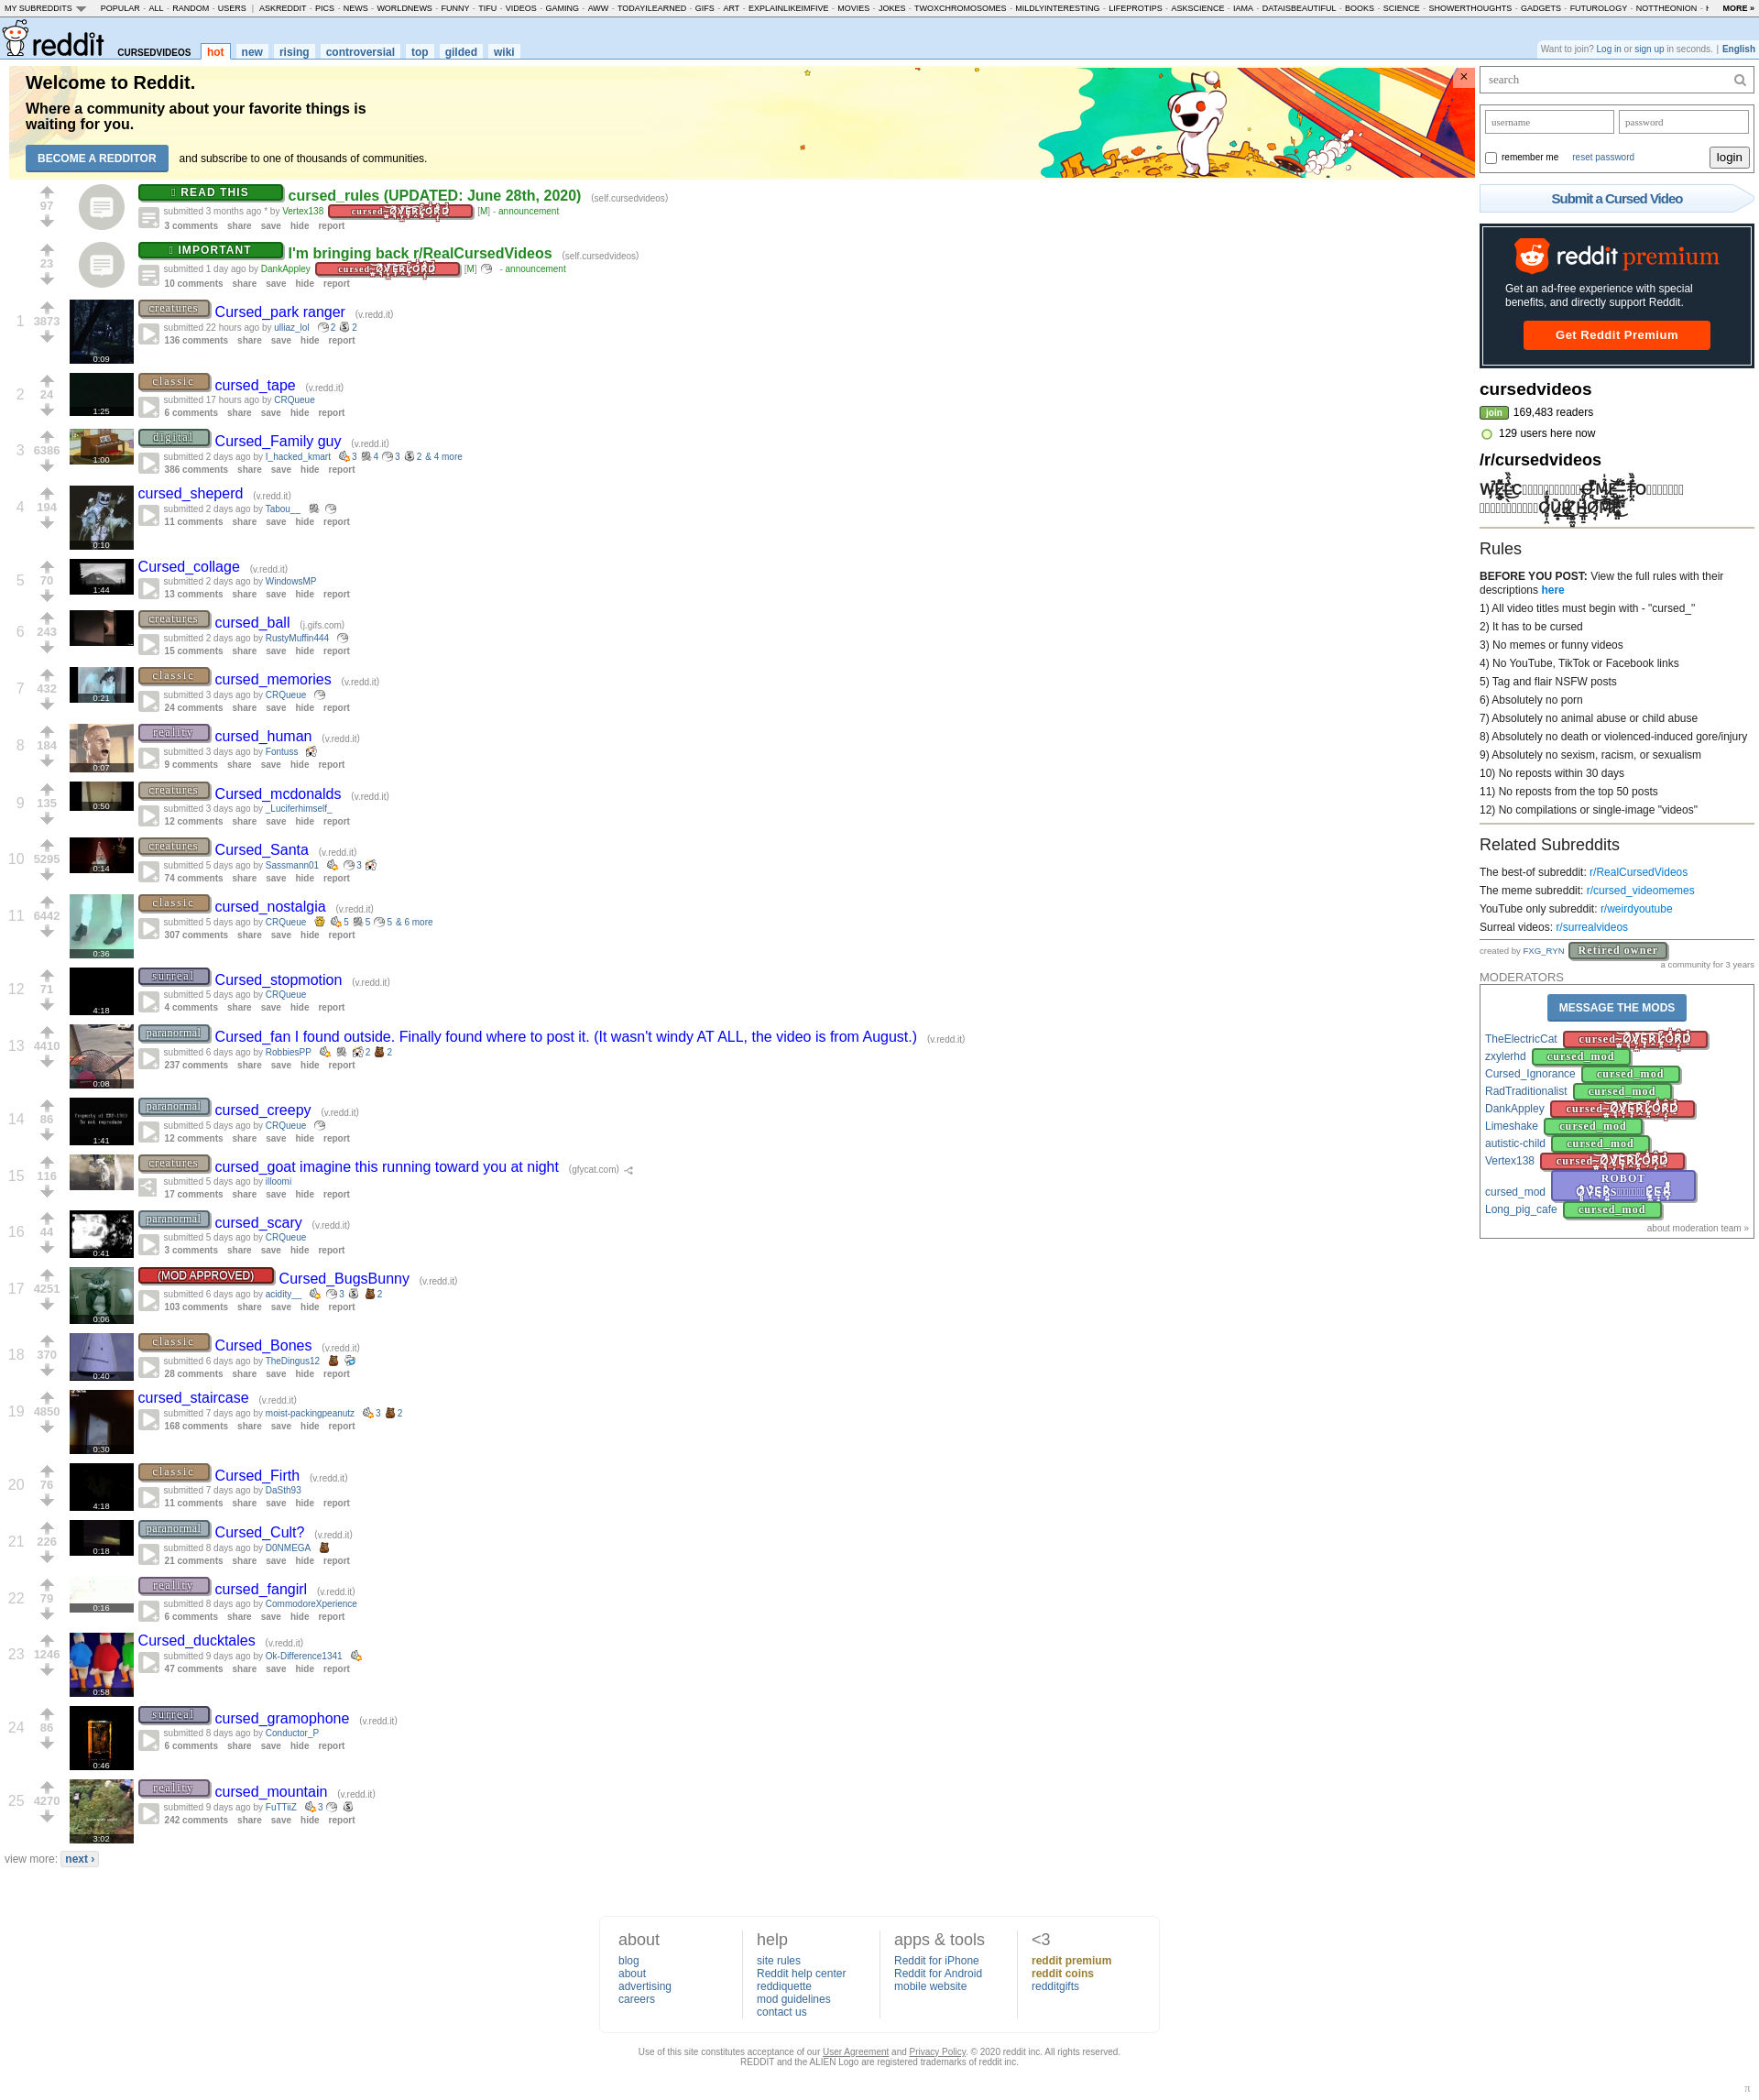 MY SUBREDDITS POPULAR - ALL - RANDOM - USERS | ASKREDDIT - PICS - NEWS - WORLDNEWS - FUNNY - TIFU - VIDEOS - GAMING - AWW - TODAYILEARNED - GIFS - ART - EXPLAINLIKEIMFIVE - MOVIES - JOKES - TWOXCHROMOSOMES - MILDLYINTERESTING - LIFEPROTIPS - ASKSCIENCE - IAMA - DATAISBEAUTIFUL - BOOKS - SCIENCE - SHOWERTHOUGHTS - GADGETS - FUTUROLOGY - NOTTHEONION - MORE »
reddit CURSEDVIDEOS hot new rising controversial top gilded wiki
Want to join? Log in or sign up in seconds. | English
Welcome to Reddit.
Where a community about your favorite things is
waiting for you.
BECOME A REDDITOR and subscribe to one of thousands of communities.
×
97
READ THIS cursed_rules (UPDATED: June 28th, 2020) (self.cursedvideos)
submitted 3 months ago * by Vertex138 cursed~OVERLORD [M] - announcement
3 comments share save hide report
23
IMPORTANT I'm bringing back r/RealCursedVideos (self.cursedvideos)
submitted 1 day ago by DankAppley cursed~OVERLORD [M] - announcement
10 comments share save hide report
1 3873 0:09
creatures Cursed_park ranger (v.redd.it)
submitted 22 hours ago by ulliaz_lol 2 2
136 comments share save hide report
2 24 1:25
classic cursed_tape (v.redd.it)
submitted 17 hours ago by CRQueue
6 comments share save hide report
3 6386 1:00
digital Cursed_Family guy (v.redd.it)
submitted 2 days ago by I_hacked_kmart 3 4 3 2 & 4 more
386 comments share save hide report
4 194 0:10
cursed_sheperd (v.redd.it)
submitted 2 days ago by Tabou__
11 comments share save hide report
5 70 1:44
Cursed_collage (v.redd.it)
submitted 2 days ago by WindowsMP
13 comments share save hide report
6 243
creatures cursed_ball (j.gifs.com)
submitted 2 days ago by RustyMuffin444
15 comments share save hide report
7 432 0:21
classic cursed_memories (v.redd.it)
submitted 3 days ago by CRQueue
24 comments share save hide report
8 184 0:07
reality cursed_human (v.redd.it)
submitted 3 days ago by Fontuss
9 comments share save hide report
9 135 0:50
creatures Cursed_mcdonalds (v.redd.it)
submitted 3 days ago by _Luciferhimself_
12 comments share save hide report
10 5295 0:14
creatures Cursed_Santa (v.redd.it)
submitted 5 days ago by Sassmann01 3
74 comments share save hide report
11 6442 0:36
classic cursed_nostalgia (v.redd.it)
submitted 5 days ago by CRQueue 5 5 5 & 6 more
307 comments share save hide report
12 71 4:18
surreal Cursed_stopmotion (v.redd.it)
submitted 5 days ago by CRQueue
4 comments share save hide report
13 4410 0:08
paranormal Cursed_fan I found outside. Finally found where to post it. (It wasn't windy AT ALL, the video is from August.) (v.redd.it)
submitted 6 days ago by RobbiesPP 2 2
237 comments share save hide report
14 86 1:41
paranormal cursed_creepy (v.redd.it)
submitted 5 days ago by CRQueue
12 comments share save hide report
15 116
creatures cursed_goat imagine this running toward you at night (gfycat.com)
submitted 5 days ago by illoomi
17 comments share save hide report
16 44 0:41
paranormal cursed_scary (v.redd.it)
submitted 5 days ago by CRQueue
3 comments share save hide report
17 4251 0:06
(MOD APPROVED) Cursed_BugsBunny (v.redd.it)
submitted 6 days ago by acidity__ 3 2
103 comments share save hide report
18 370 0:40
classic Cursed_Bones (v.redd.it)
submitted 6 days ago by TheDingus12
28 comments share save hide report
19 4850 0:30
cursed_staircase (v.redd.it)
submitted 7 days ago by moist-packingpeanutz 3 2
168 comments share save hide report
20 76 4:18
classic Cursed_Firth (v.redd.it)
submitted 7 days ago by DaSth93
11 comments share save hide report
21 226 0:18
paranormal Cursed_Cult? (v.redd.it)
submitted 8 days ago by D0NMEGA
21 comments share save hide report
22 79 0:16
reality cursed_fangirl (v.redd.it)
submitted 8 days ago by CommodoreXperience
6 comments share save hide report
23 1246 0:58
Cursed_ducktales (v.redd.it)
submitted 9 days ago by Ok-Difference1341
47 comments share save hide report
24 86 0:46
surreal cursed_gramophone (v.redd.it)
submitted 8 days ago by Conductor_P
6 comments share save hide report
25 4270 3:02
reality cursed_mountain (v.redd.it)
submitted 9 days ago by FuTTiiZ 3
242 comments share save hide report
view more: next ›
search
username password
remember me reset password login
Submit a Cursed Video
reddit premium
Get an ad-free experience with special
benefits, and directly support Reddit.
Get Reddit Premium
cursedvideos
join 169,483 readers
129 users here now
/r/cursedvideos
Rules
BEFORE YOU POST: View the full rules with their
descriptions here
1) All video titles must begin with - "cursed_"
2) It has to be cursed
3) No memes or funny videos
4) No YouTube, TikTok or Facebook links
5) Tag and flair NSFW posts
6) Absolutely no porn
7) Absolutely no animal abuse or child abuse
8) Absolutely no death or violenced-induced gore/injury
9) Absolutely no sexism, racism, or sexualism
10) No reposts within 30 days
11) No reposts from the top 50 posts
12) No compilations or single-image "videos"
Related Subreddits
The best-of subreddit: r/RealCursedVideos
The meme subreddit: r/cursed_videomemes
YouTube only subreddit: r/weirdyoutube
Surreal videos: r/surrealvideos
created by FXG_RYN Retired owner
a community for 3 years
MODERATORS
MESSAGE THE MODS
TheElectricCat cursed~OVERLORD
zxylerhd cursed_mod
Cursed_Ignorance cursed_mod
RadTraditionalist cursed_mod
DankAppley cursed~OVERLORD
Limeshake cursed_mod
autistic-child cursed_mod
Vertex138 cursed~OVERLORD
cursed_mod ROBOT
Long_pig_cafe cursed_mod
about moderation team »
about
blog
about
advertising
careers
help
site rules
Reddit help center
rediquette
mod guidelines
contact us
apps & tools
Reddit for iPhone
Reddit for Android
mobile website
<3
reddit premium
reddit coins
redditgifts
Use of this site constitutes acceptance of our User Agreement and Privacy Policy. © 2020 reddit inc. All rights reserved.
REDDIT and the ALIEN Logo are registered trademarks of reddit inc.
π